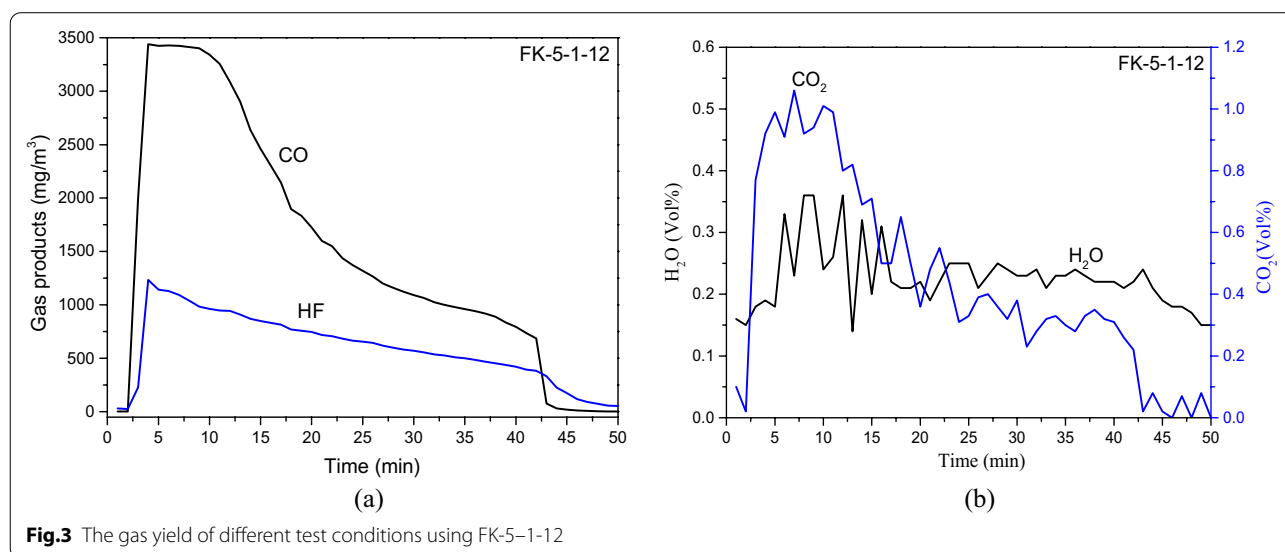 FK-5-1-12
3500
3000
2500
2000
1500
1000
500
0
Gas products (mg/m³)
CO
HF
0 5 10 15 20 25 30 35 40 45 50
Time (min)
(a)
FK-5-1-12
0.6
0.5
0.4
0.3
0.2
0.1
0.0
H₂O (Vol%)
CO₂
H₂O
1.2
1.0
0.8
0.6
0.4
0.2
0.0
CO₂(Vol%)
0 5 10 15 20 25 30 35 40 45 50
Time (min)
(b)
Fig.3 The gas yield of different test conditions using FK-5–1-12